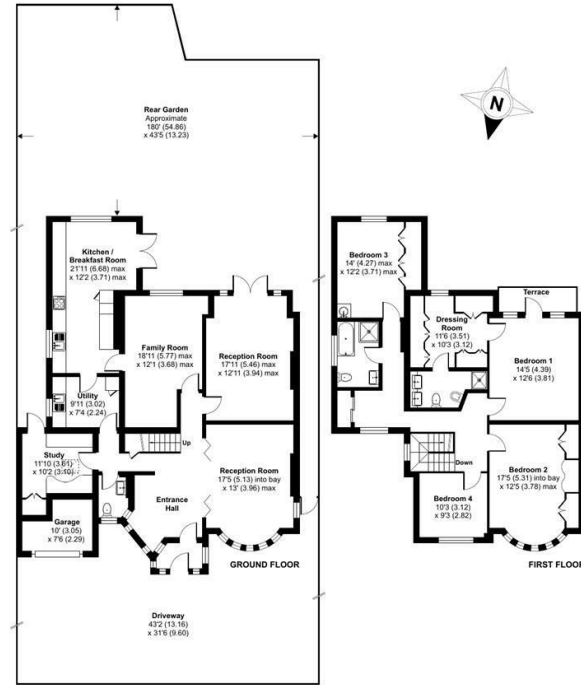 Rear Garden
Approximate
180' (54.86)
x 43'5 (13.23)
N
Kitchen /
Breakfast Room
21'11 (6.68) max
x 12'2 (3.71) max
Family Room
18'11 (5.77) max
x 12'1 (3.68) max
Reception Room
17'11 (5.46) max
x 12'11 (3.94) max
Utility
9'11 (3.02)
x 7'4 (2.24)
Study
11'10 (3.61)
x 10'2 (3.10)
Up
Reception Room
17'5 (5.13) into bay
x 13' (3.96) max
Entrance
Hall
Garage
10' (3.05)
x 7'6 (2.29)
GROUND FLOOR
Driveway
43'2 (13.16)
x 31'6 (9.60)
Bedroom 3
14' (4.27) max
x 12'2 (3.71) max
Terrace
Dressing
Room
11'6 (3.51)
x 10'3 (3.12)
Bedroom 1
14'5 (4.39)
x 12'6 (3.81)
Down
Bedroom 2
17'5 (5.31) into bay
x 12'5 (3.78) max
Bedroom 4
10'3 (3.12)
x 9'3 (2.82)
FIRST FLOOR